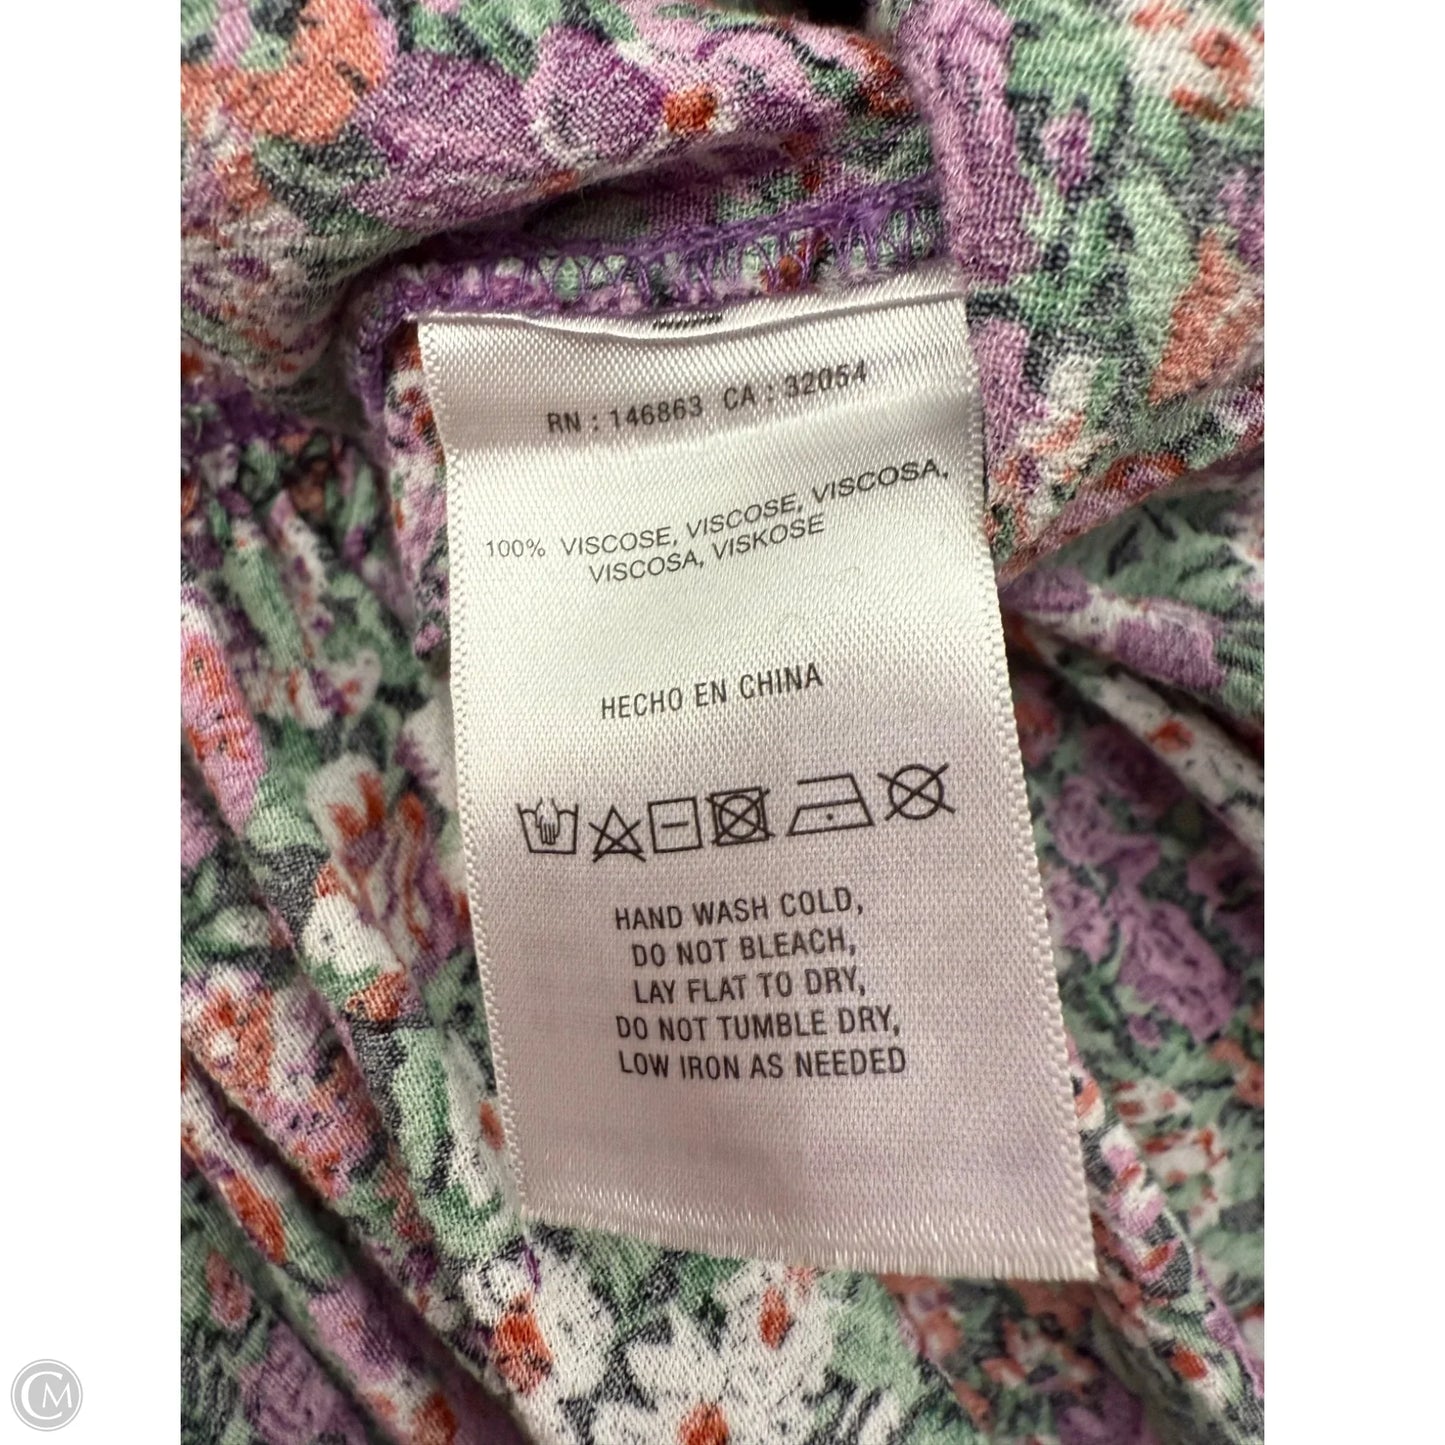 RN : 146863 CA : 32054
100% VISCOSE, VISCOSE, VISCOSA,
VISCOSA, VISKOSE
HECHO EN CHINA
HAND WASH COLD,
DO NOT BLEACH,
LAY FLAT TO DRY,
DO NOT TUMBLE DRY,
LOW IRON AS NEEDED
CM